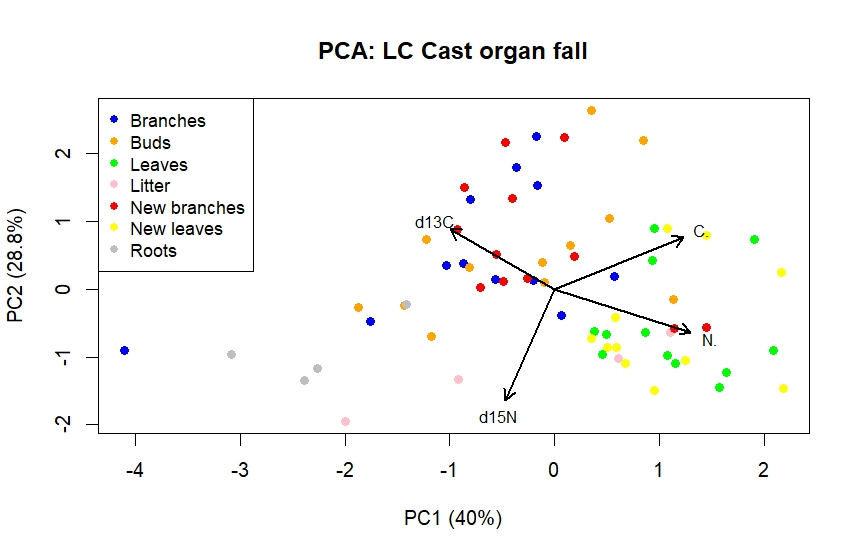 PCA: LC Cast organ fall
Branches
Buds
Leaves
Litter
New branches
New leaves
Roots
d13C
C.
N.
d15N
2
1
0
-1
-2
PC2 (28.8%)
-4
-3
-2
-1
0
1
2
PC1 (40%)